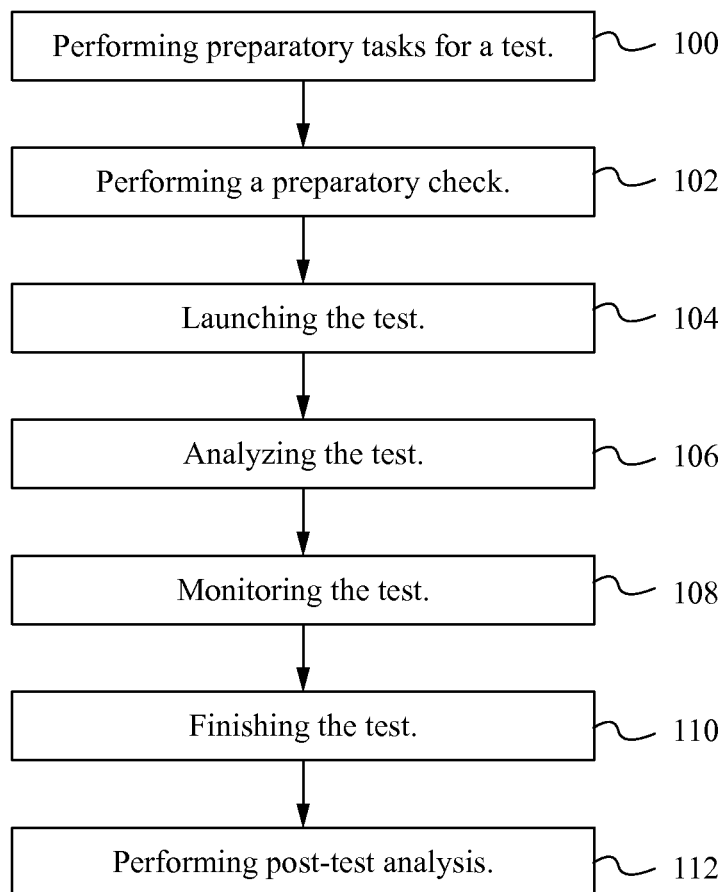 Performing preparatory tasks for a test.
100
Performing a preparatory check.
102
Launching the test.
104
Analyzing the test.
106
Monitoring the test.
108
Finishing the test.
110
Performing post-test analysis.
112